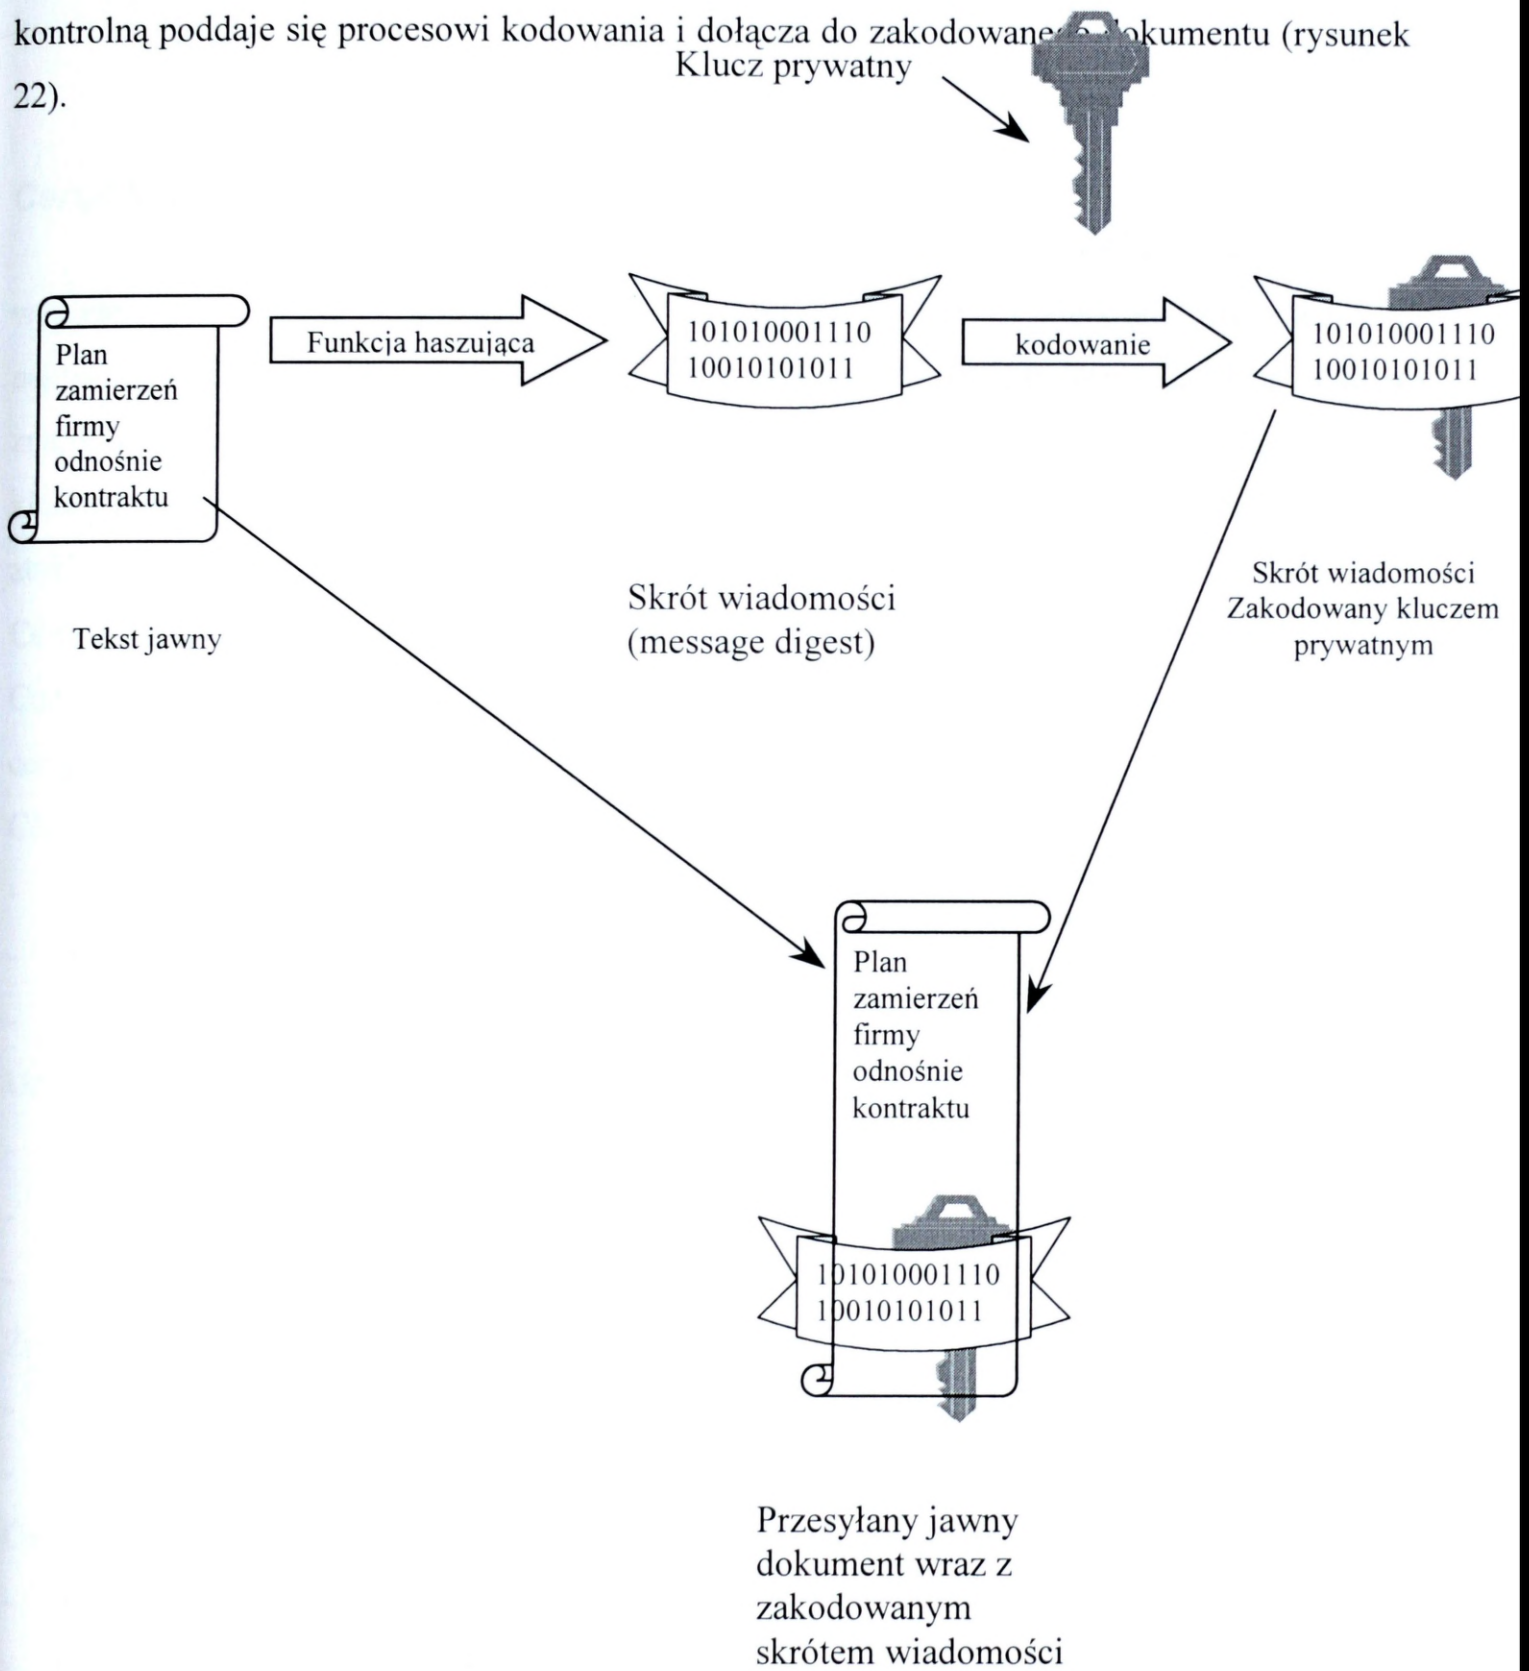 kontrolną poddaje się procesowi kodowania i dołącza do zakodowanego dokumentu (rysunek
22).
Klucz prywatny
Plan
zamierzeń
firmy
odnośnie
kontraktu
Funkcja haszująca
101010001110
10010101011
kodowanie
101010001110
10010101011
Tekst jawny
Skrót wiadomości
(message digest)
Skrót wiadomości
Zakodowany kluczem
prywatnym
Plan
zamierzeń
firmy
odnośnie
kontraktu
101010001110
10010101011
Przesyłany jawny
dokument wraz z
zakodowanym
skrótem wiadomości